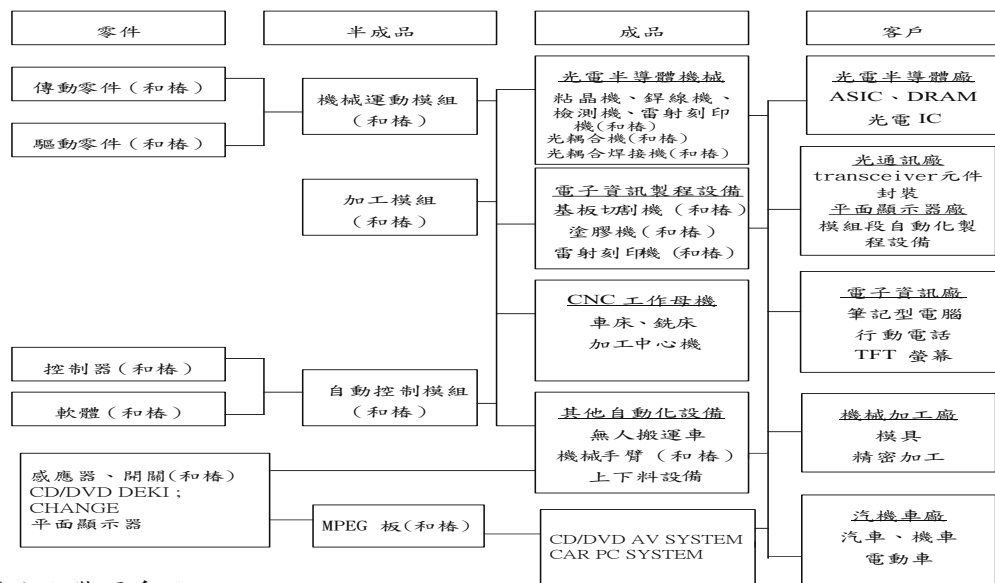 零件
半成品
成品
客戶
傳動零件(和椿)
驅動零件(和椿)
控制器(和椿)
軟體(和椿)
感應器、開關(和椿)
CD/DVD DEKI;
CHANGE
平面顯示器
機械運動模組
(和椿)
加工模組
(和椿)
自動控制模組
(和椿)
MPEG 板(和椿)
光電半導體機械
粘晶機、銲線機、
檢測機、雷射刻印
機(和椿)
光耦合機(和椿)
光耦合焊接機(和椿)
電子資訊製程設備
基板切割機(和椿)
塗膠機(和椿)
雷射刻印機(和椿)
CNC 工作母機
車床、銑床
加工中心機
其他自動化設備
無人搬運車
機械手臂(和椿)
上下料設備
CD/DVD AV SYSTEM
CAR PC SYSTEM
光電半導體廠
ASIC、DRAM
光電 IC
光通訊廠
transceiver元件
封裝
平面顯示器廠
模組段自動化製
程設備
電子資訊廠
筆記型電腦
行動電話
TFT 螢幕
機械加工廠
模具
精密加工
汽機車廠
汽車、機車
電動車